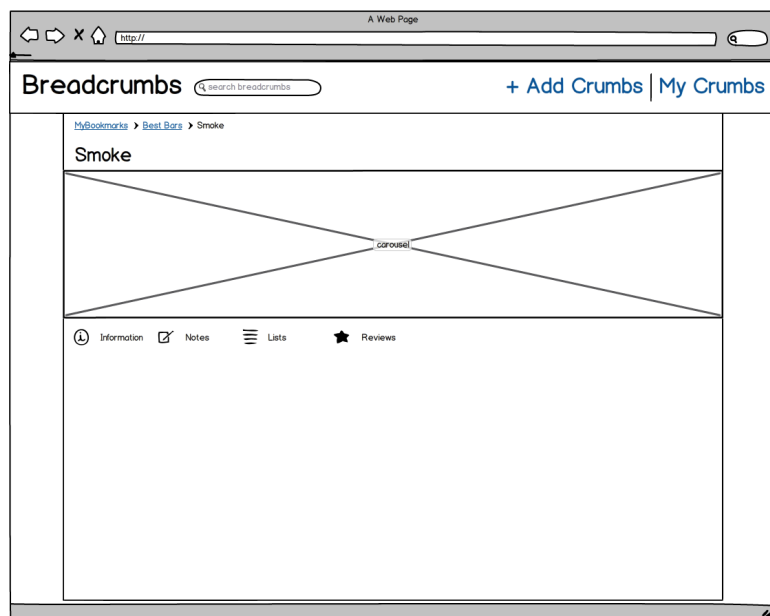 A Web Page
http://
Breadcrumbs search breadcrumbs + Add Crumbs | My Crumbs
MyBookmarks > Best Bars > Smoke
Smoke
carousel
Information Notes Lists Reviews